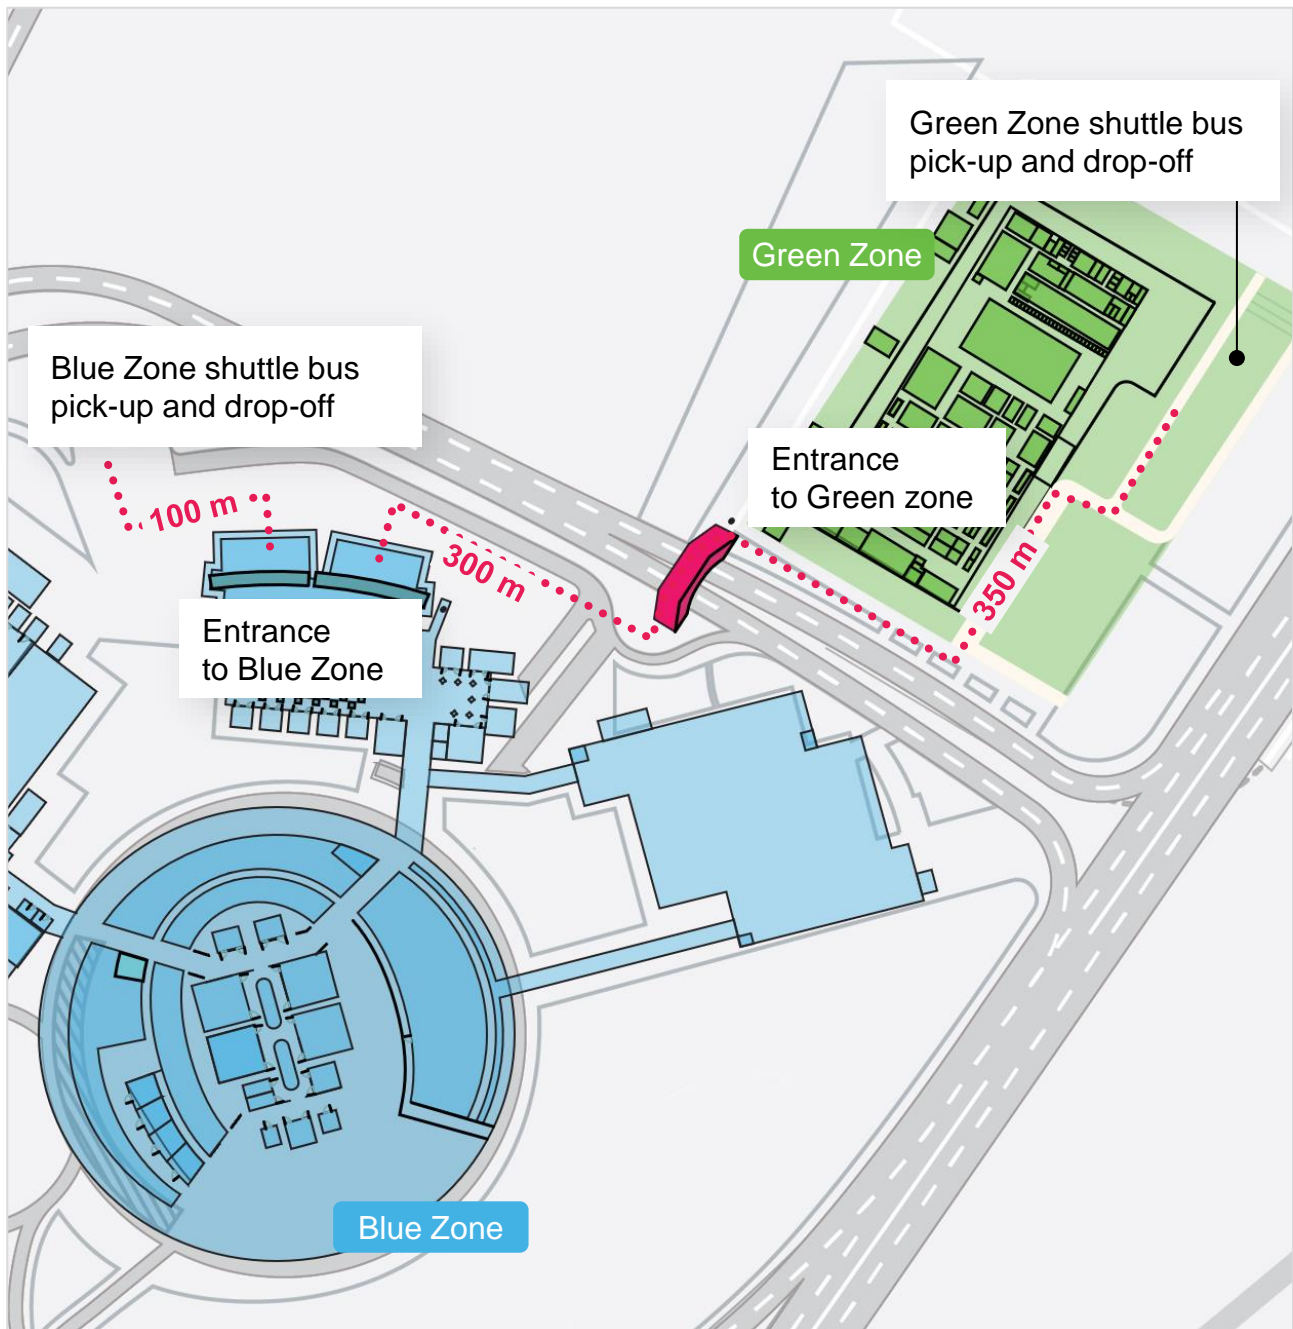 Green Zone shuttle bus
pick-up and drop-off
Green Zone
Blue Zone shuttle bus
pick-up and drop-off
Entrance
to Green zone
100 m
300 m
350 m
Entrance
to Blue Zone
Blue Zone